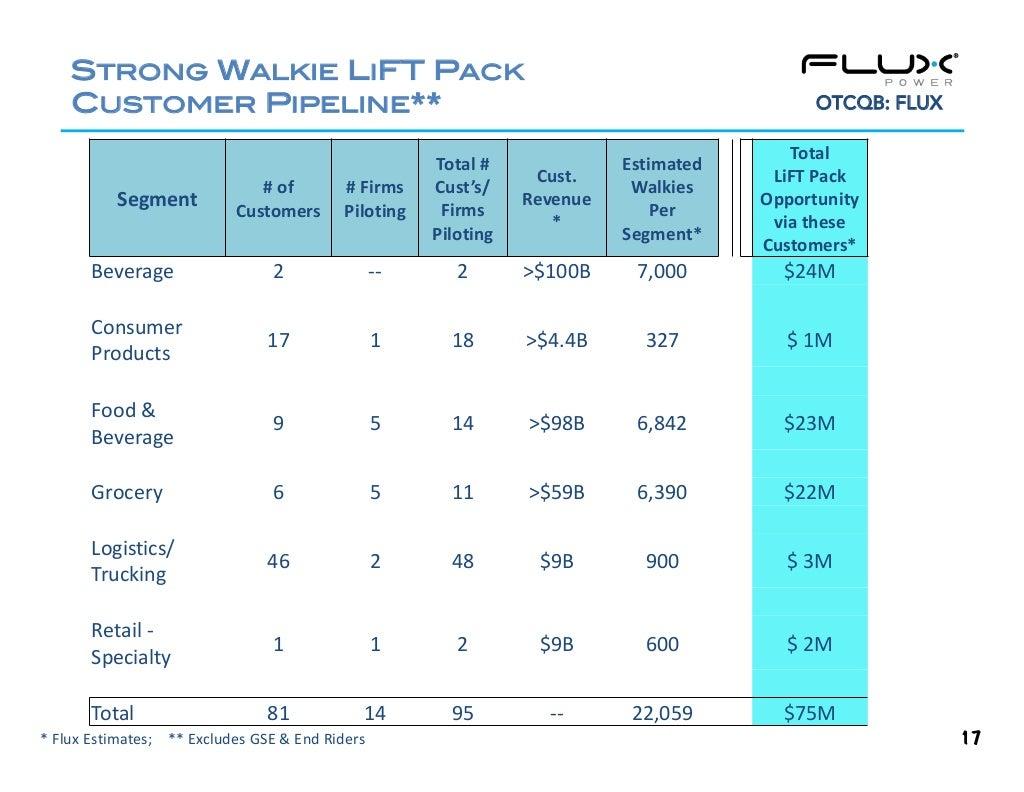 STRONG WALKIE LIFT PACK
CUSTOMER PIPELINE**
FLUX®
POWER
OTCQB: FLUX
Segment
# of
Customers
# Firms
Piloting
Total #
Cust's/
Firms
Piloting
Cust.
Revenue
*
Estimated
Walkies
Per
Segment*
Total
LiFT Pack
Opportunity
via these
Customers*
Beverage 2 -- 2 >$100B 7,000 $24M
Consumer
Products 17 1 18 >$4.4B 327 $ 1M
Food &
Beverage 9 5 14 >$98B 6,842 $23M
Grocery 6 5 11 >$59B 6,390 $22M
Logistics/
Trucking 46 2 48 $9B 900 $ 3M
Retail -
Specialty 1 1 2 $9B 600 $ 2M
Total 81 14 95 -- 22,059 $75M
* Flux Estimates; ** Excludes GSE & End Riders
17